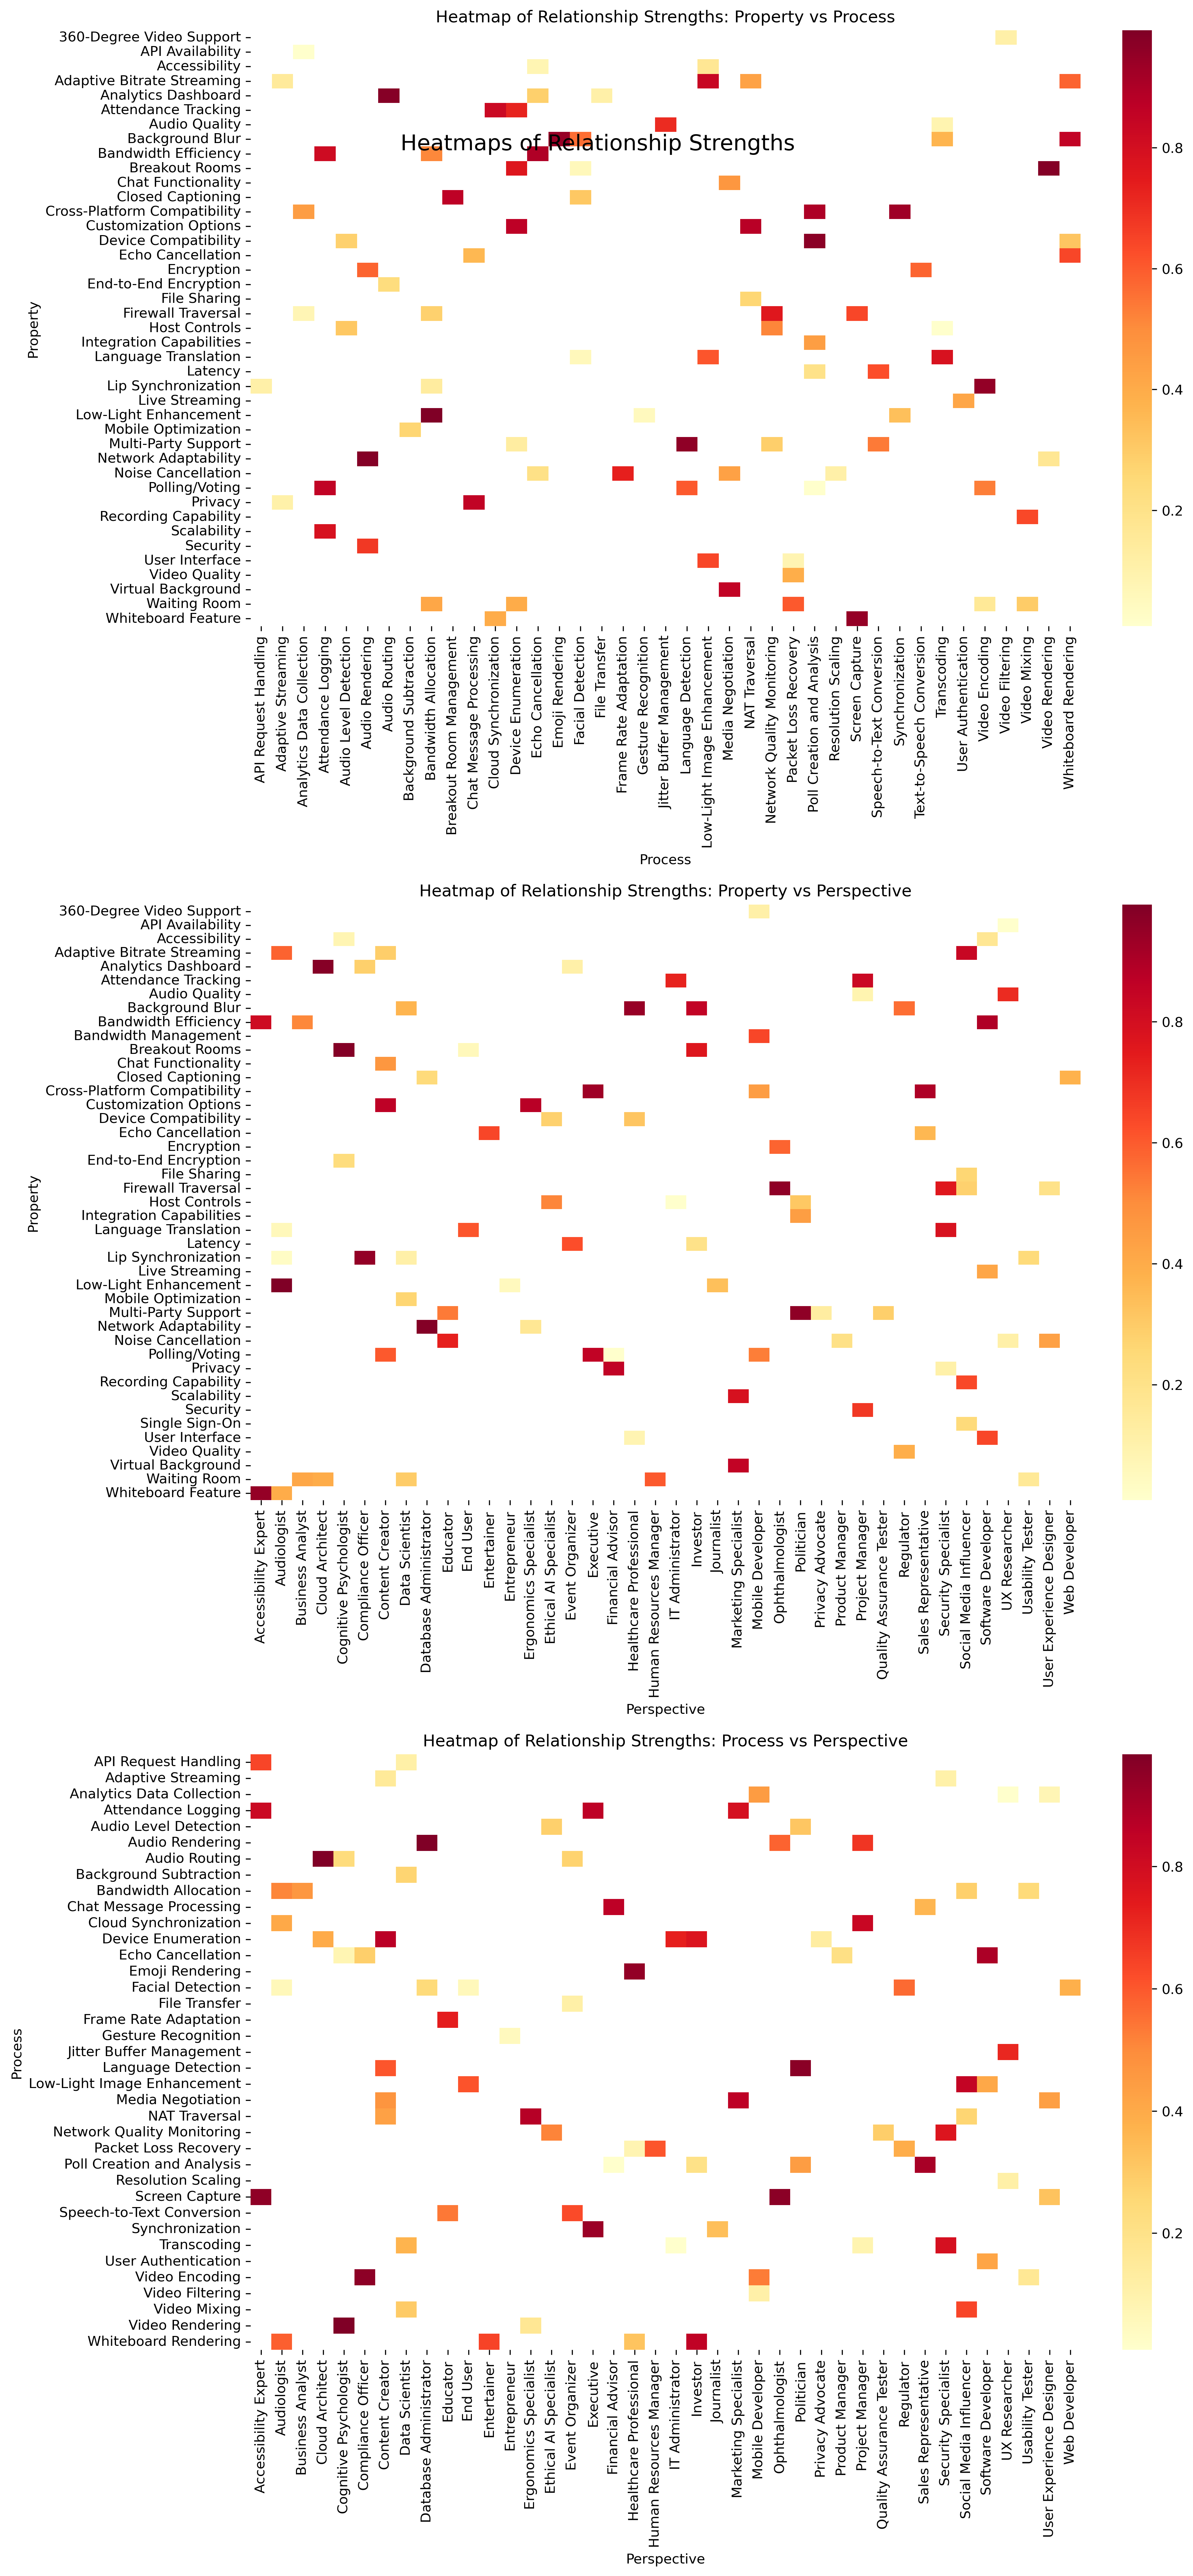 Heatmap of Relationship Strengths: Property vs Process
Heatmaps of Relationship Strengths
Property
360-Degree Video Support
API Availability
Accessibility
Adaptive Bitrate Streaming
Analytics Dashboard
Attendance Tracking
Audio Quality
Background Blur
Bandwidth Efficiency
Breakout Rooms
Chat Functionality
Closed Captioning
Cross-Platform Compatibility
Customization Options
Device Compatibility
Echo Cancellation
Encryption
End-to-End Encryption
File Sharing
Firewall Traversal
Host Controls
Integration Capabilities
Language Translation
Latency
Lip Synchronization
Live Streaming
Low-Light Enhancement
Mobile Optimization
Multi-Party Support
Network Adaptability
Noise Cancellation
Polling/Voting
Privacy
Recording Capability
Scalability
Security
User Interface
Video Quality
Virtual Background
Waiting Room
Whiteboard Feature
API Request Handling
Adaptive Streaming
Analytics Data Collection
Attendance Logging
Audio Level Detection
Audio Rendering
Audio Routing
Background Subtraction
Bandwidth Allocation
Breakout Room Management
Chat Message Processing
Cloud Synchronization
Device Enumeration
Echo Cancellation
Emoji Rendering
Facial Detection
File Transfer
Frame Rate Adaptation
Gesture Recognition
Jitter Buffer Management
Language Detection
Low-Light Image Enhancement
Media Negotiation
NAT Traversal
Network Quality Monitoring
Packet Loss Recovery
Poll Creation and Analysis
Resolution Scaling
Screen Capture
Speech-to-Text Conversion
Synchronization
Text-to-Speech Conversion
Transcoding
User Authentication
Video Encoding
Video Filtering
Video Mixing
Video Rendering
Whiteboard Rendering
Process
0.8
0.6
0.4
0.2
Heatmap of Relationship Strengths: Property vs Perspective
Property
360-Degree Video Support
API Availability
Accessibility
Adaptive Bitrate Streaming
Analytics Dashboard
Attendance Tracking
Audio Quality
Background Blur
Bandwidth Efficiency
Bandwidth Management
Breakout Rooms
Chat Functionality
Closed Captioning
Cross-Platform Compatibility
Customization Options
Device Compatibility
Echo Cancellation
Encryption
End-to-End Encryption
File Sharing
Firewall Traversal
Host Controls
Integration Capabilities
Language Translation
Latency
Lip Synchronization
Live Streaming
Low-Light Enhancement
Mobile Optimization
Multi-Party Support
Network Adaptability
Noise Cancellation
Polling/Voting
Privacy
Recording Capability
Scalability
Security
Single Sign-On
User Interface
Video Quality
Virtual Background
Waiting Room
Whiteboard Feature
Accessibility Expert
Audiologist
Business Analyst
Cloud Architect
Cognitive Psychologist
Compliance Officer
Content Creator
Data Scientist
Database Administrator
Educator
End User
Entertainer
Entrepreneur
Ergonomics Specialist
Ethical AI Specialist
Event Organizer
Executive
Financial Advisor
Healthcare Professional
Human Resources Manager
IT Administrator
Investor
Journalist
Marketing Specialist
Mobile Developer
Ophthalmologist
Politician
Privacy Advocate
Product Manager
Project Manager
Quality Assurance Tester
Regulator
Sales Representative
Security Specialist
Social Media Influencer
Software Developer
UX Researcher
Usability Tester
User Experience Designer
Web Developer
Perspective
0.8
0.6
0.4
0.2
Heatmap of Relationship Strengths: Process vs Perspective
Process
API Request Handling
Adaptive Streaming
Analytics Data Collection
Attendance Logging
Audio Level Detection
Audio Rendering
Audio Routing
Background Subtraction
Bandwidth Allocation
Chat Message Processing
Cloud Synchronization
Device Enumeration
Echo Cancellation
Emoji Rendering
Facial Detection
File Transfer
Frame Rate Adaptation
Gesture Recognition
Jitter Buffer Management
Language Detection
Low-Light Image Enhancement
Media Negotiation
NAT Traversal
Network Quality Monitoring
Packet Loss Recovery
Poll Creation and Analysis
Resolution Scaling
Screen Capture
Speech-to-Text Conversion
Synchronization
Transcoding
User Authentication
Video Encoding
Video Filtering
Video Mixing
Video Rendering
Whiteboard Rendering
Accessibility Expert
Audiologist
Business Analyst
Cloud Architect
Cognitive Psychologist
Compliance Officer
Content Creator
Data Scientist
Database Administrator
Educator
End User
Entertainer
Entrepreneur
Ergonomics Specialist
Ethical AI Specialist
Event Organizer
Executive
Financial Advisor
Healthcare Professional
Human Resources Manager
IT Administrator
Investor
Journalist
Marketing Specialist
Mobile Developer
Ophthalmologist
Politician
Privacy Advocate
Product Manager
Project Manager
Quality Assurance Tester
Regulator
Sales Representative
Security Specialist
Social Media Influencer
Software Developer
UX Researcher
Usability Tester
User Experience Designer
Web Developer
Perspective
0.8
0.6
0.4
0.2